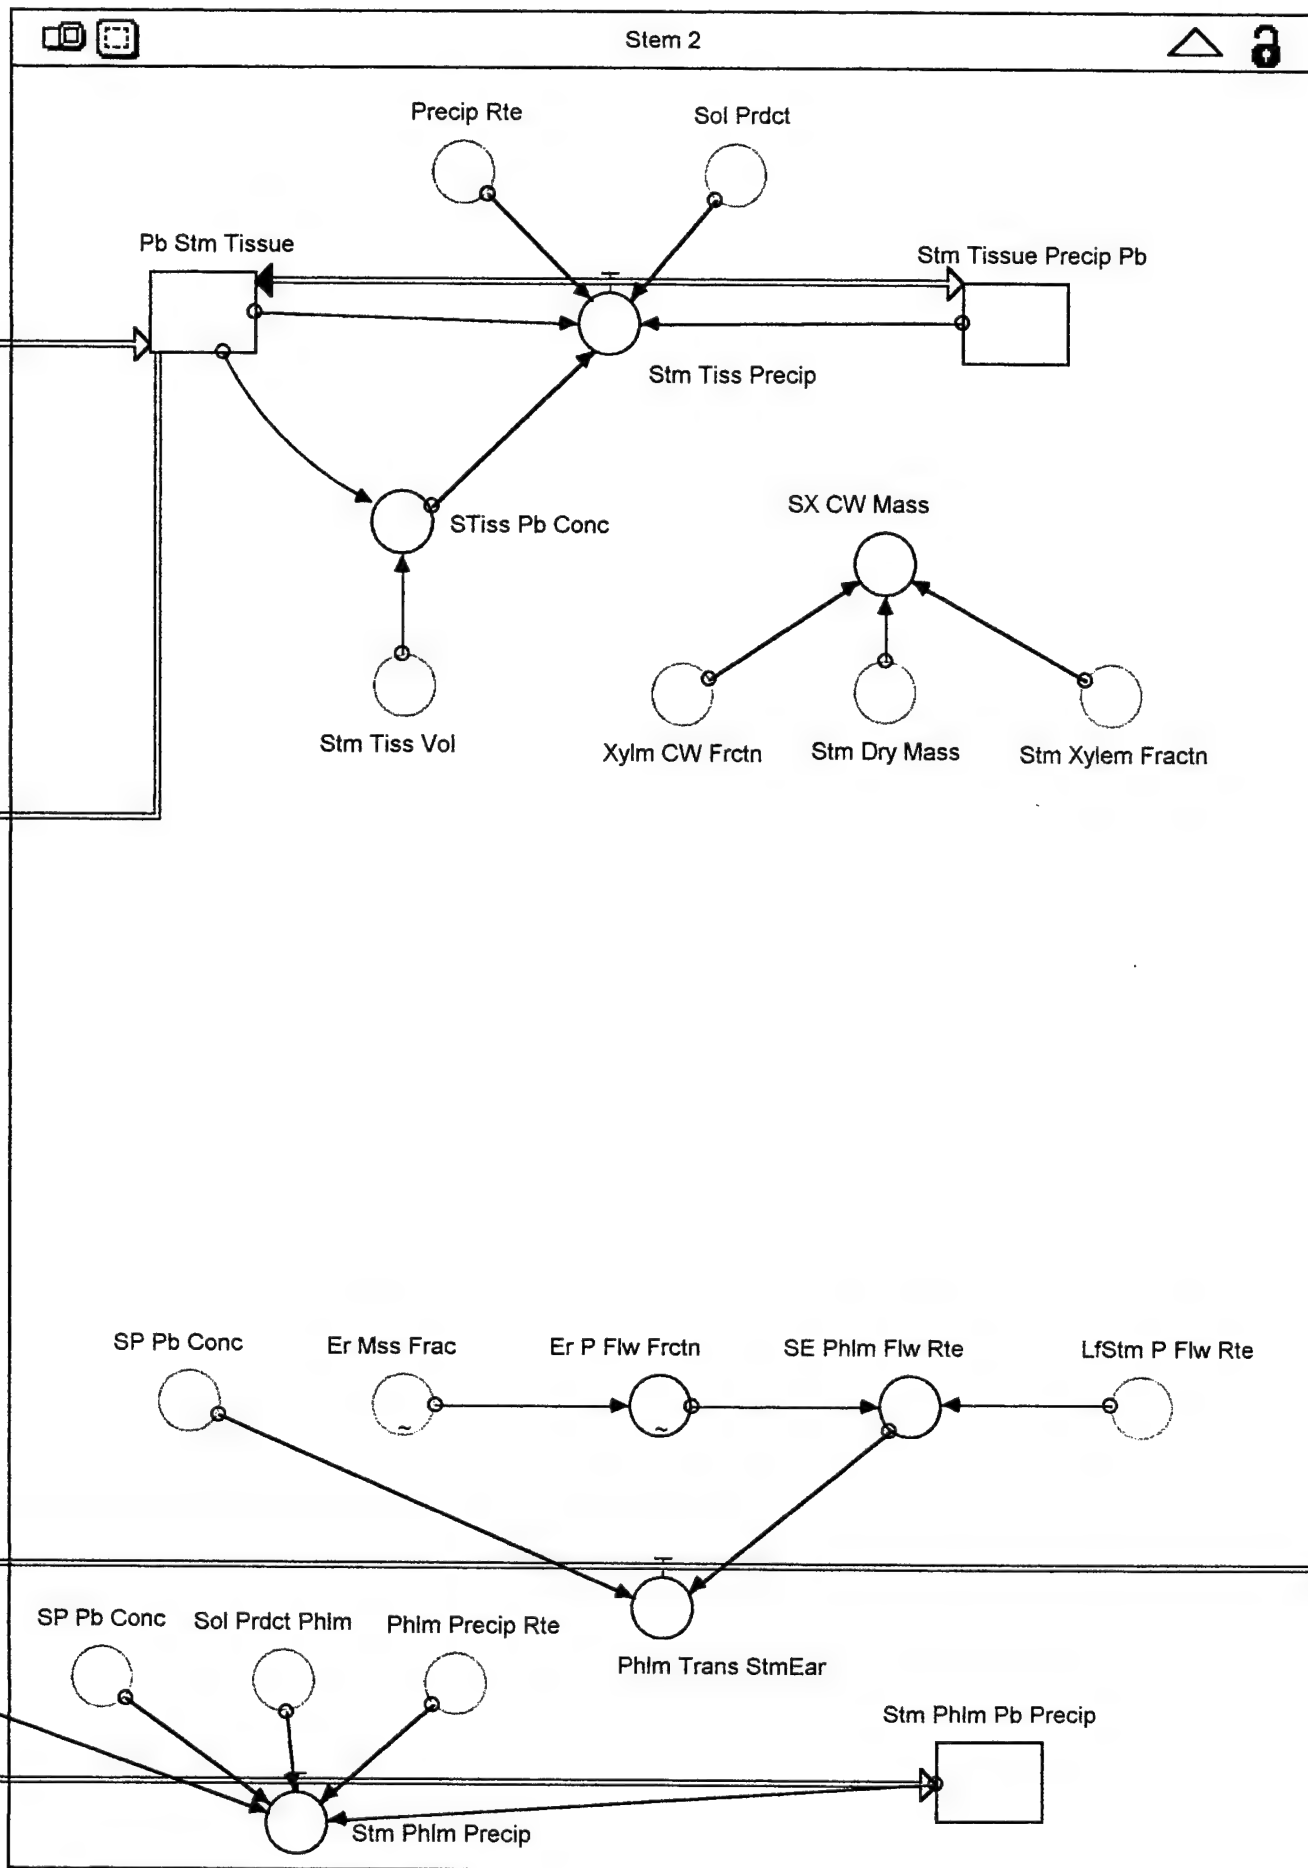 Stem 2
Precip Rte
Sol Prdct
Pb Stm Tissue
Stm Tissue Precip Pb
Stm Tiss Precip
STiss Pb Conc
SX CW Mass
Stm Tiss Vol
Xylm CW Frctn
Stm Dry Mass
Stm Xylem Fractn
SP Pb Conc
Er Mss Frac
Er P Flw Frctn
SE Phlm Flw Rte
LfStm P Flw Rte
~
~
SP Pb Conc
Sol Prdct Phlm
Phlm Precip Rte
Phlm Trans StmEar
Stm Phlm Pb Precip
Stm Phlm Precip